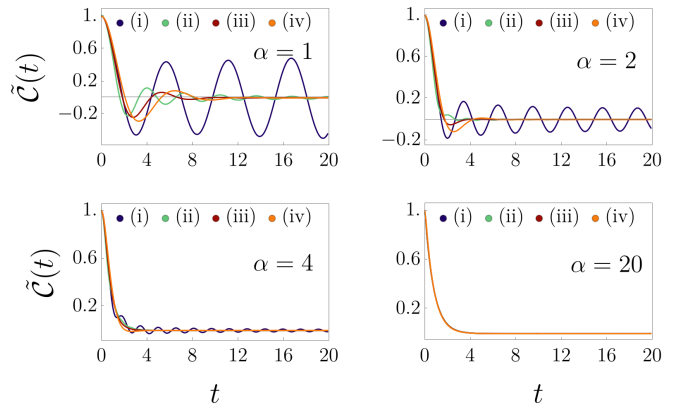 (i) (ii) (iii) (iv)
1.
0.6
0.2
−0.2
C̃(t)
α = 1
0 4 8 12 16 20
(i) (ii) (iii) (iv)
1.
0.6
0.2
−0.2
α = 2
0 4 8 12 16 20
(i) (ii) (iii) (iv)
1.
0.6
0.2
C̃(t)
α = 4
0 4 8 12 16 20
t
(i) (ii) (iii) (iv)
1.
0.6
0.2
α = 20
0 4 8 12 16 20
t